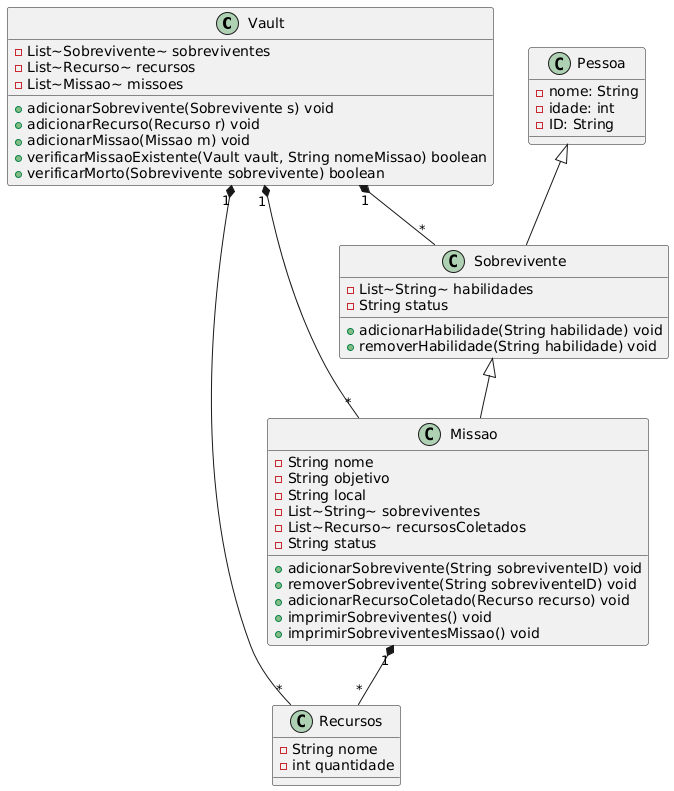 C Vault
List~Sobrevivente~ sobreviventes
List~Recurso~ recursos
List~Missao~ missoes
adicionarSobrevivente(Sobrevivente s) void
adicionarRecurso(Recurso r) void
adicionarMissao(Missao m) void
verificarMissaoExistente(Vault vault, String nomeMissao) boolean
verificarMorto(Sobrevivente sobrevivente) boolean
C Pessoa
nome: String
idade: int
ID: String
1
1
1
*
C Sobrevivente
List~String~ habilidades
String status
adicionarHabilidade(String habilidade) void
removerHabilidade(String habilidade) void
*
C Missao
String nome
String objetivo
String local
List~String~ sobreviventes
List~Recurso~ recursosColetados
String status
adicionarSobrevivente(String sobreviventeID) void
removerSobrevivente(String sobreviventeID) void
adicionarRecursoColetado(Recurso recurso) void
imprimirSobreviventes() void
imprimirSobreviventesMissao() void
1
*
*
C Recursos
String nome
int quantidade